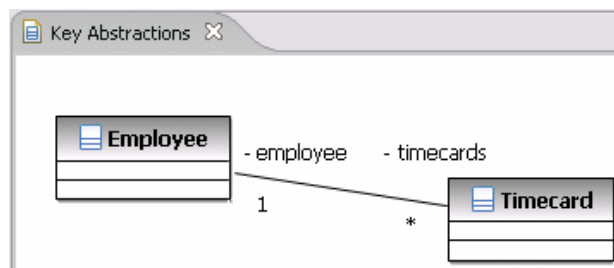 Key Abstractions
Employee
- employee
- timecards
1
*
Timecard